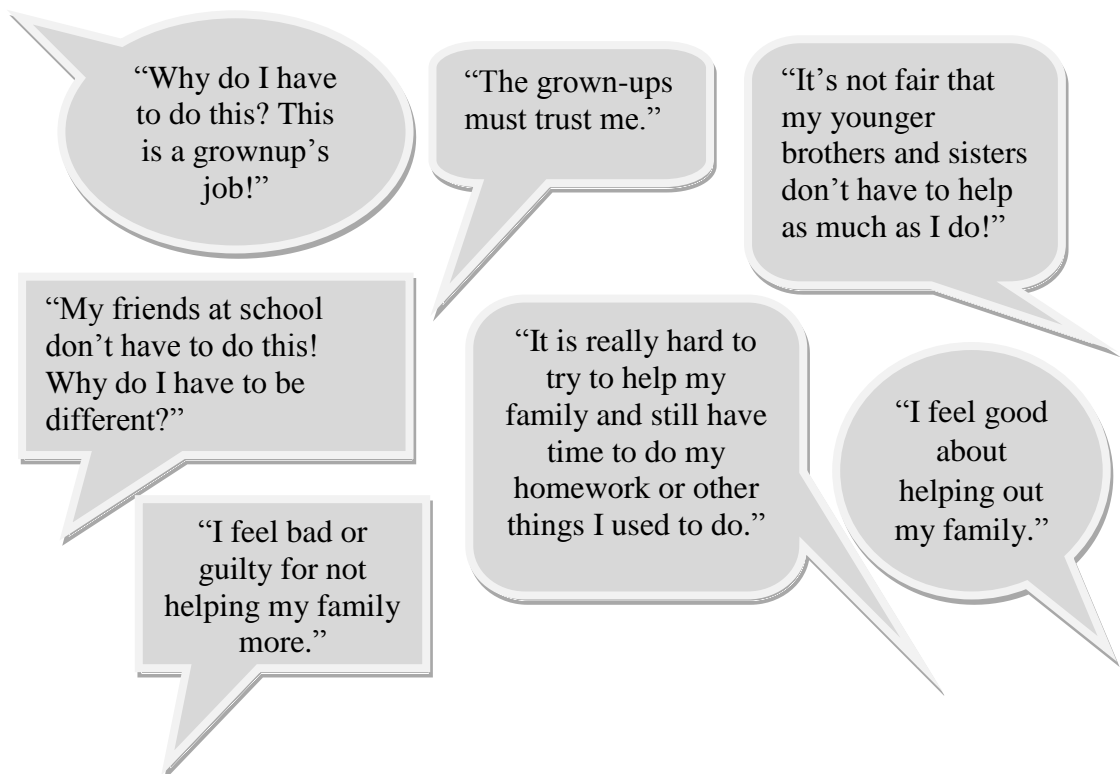 “Why do I have
to do this? This
is a grownup’s
job!”
“The grown-ups
must trust me.”
“It’s not fair that
my younger
brothers and sisters
don’t have to help
as much as I do!”
“My friends at school
don’t have to do this!
Why do I have to be
different?”
“It is really hard to
try to help my
family and still have
time to do my
homework or other
things I used to do.”
“I feel good
about
helping out
my family.”
“I feel bad or
guilty for not
helping my family
more.”